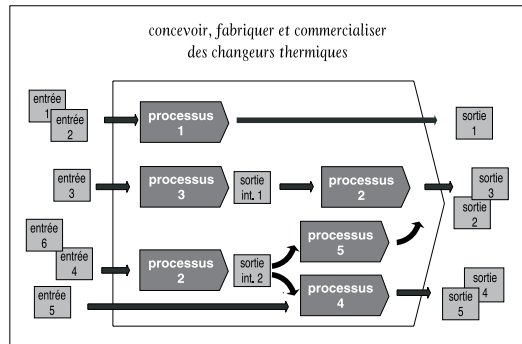 concevoir, fabriquer et commercialiser
des changeurs thermiques
entrée
1
entrée
2
processus
1
sortie
1
entrée
3
processus
3
sortie
int. 1
processus
2
sortie
3
sortie
2
entrée
6
entrée
4
processus
2
sortie
int. 2
processus
5
entrée
5
processus
4
sortie
4
sortie
5